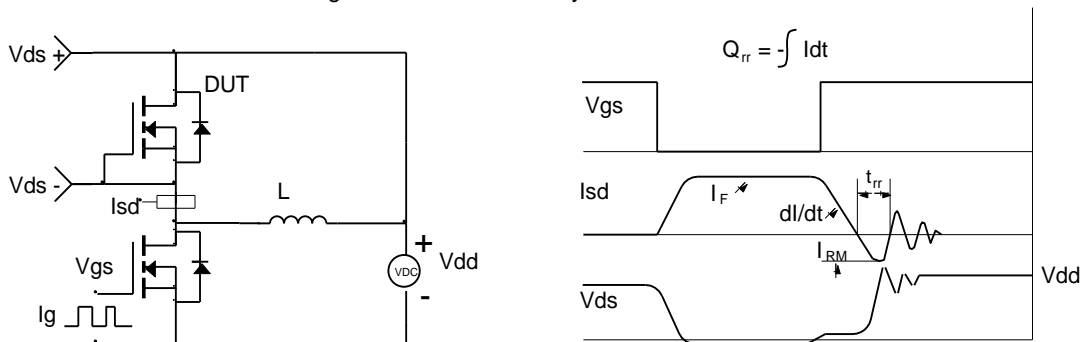 Vds +
DUT
Vds -
Isd
L
Vgs
Ig
+
VDC
Vdd
-
Qrr = -∫ Idt
Vgs
Isd
IF
trr
dI/dt
IRM
Vdd
Vds